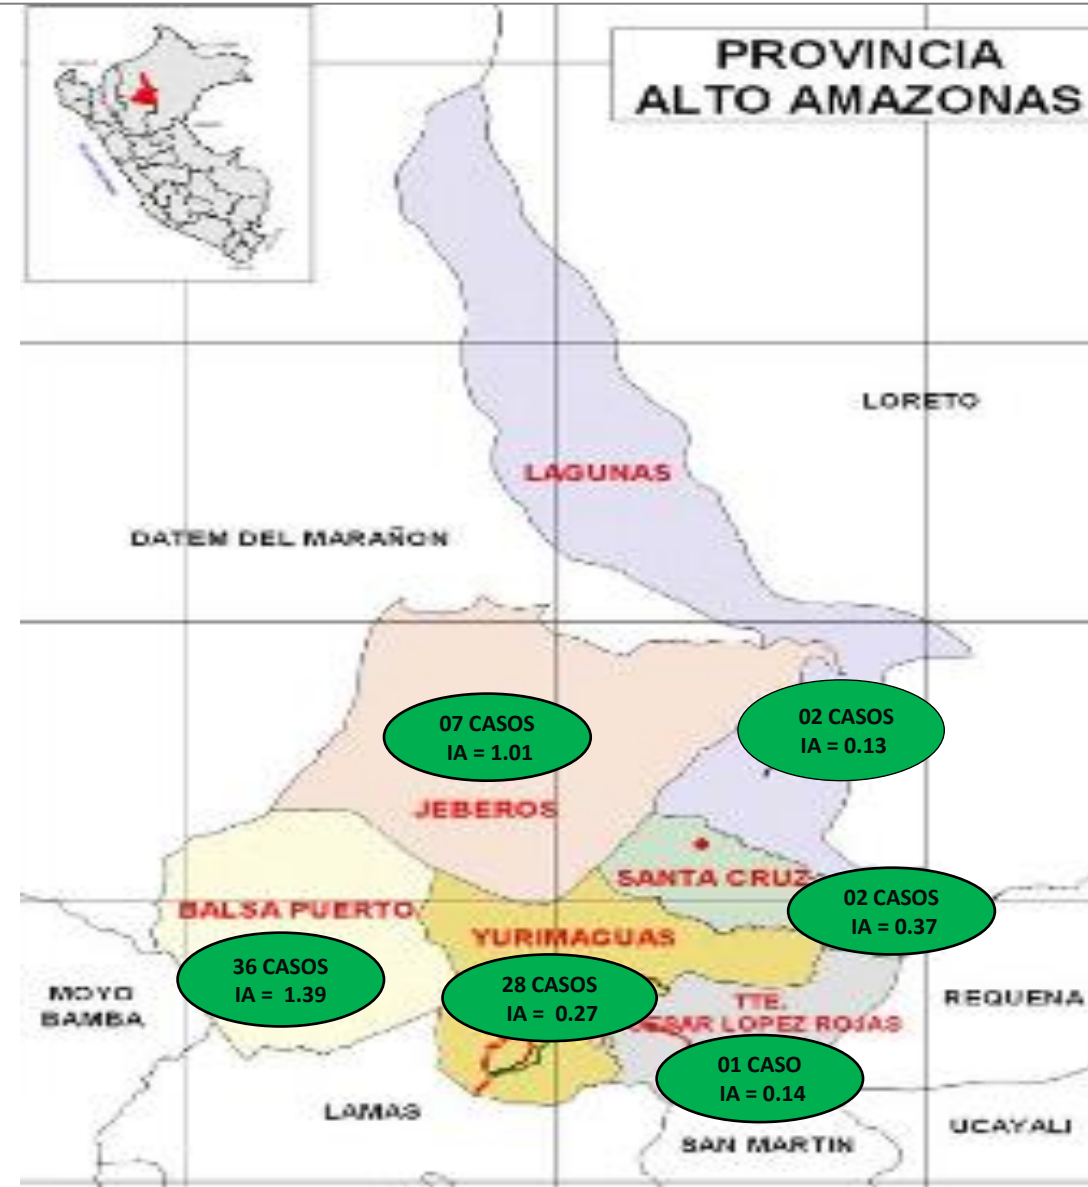 PROVINCIA
ALTO AMAZONAS
LORETO
LAGUNAS
DATEM DEL MARAÑON
07 CASOS
IA = 1.01
02 CASOS
IA = 0.13
JEBEROS
SANTA CRUZ
02 CASOS
IA = 0.37
BALSA PUERTO
YURIMAGUAS
36 CASOS
IA = 1.39
28 CASOS
IA = 0.27
MOYO
BAMBA
TTE.
ESAR LOPEZ ROJAS
REQUENA
01 CASO
IA = 0.14
LAMAS
SAN MARTIN
UCAYALI